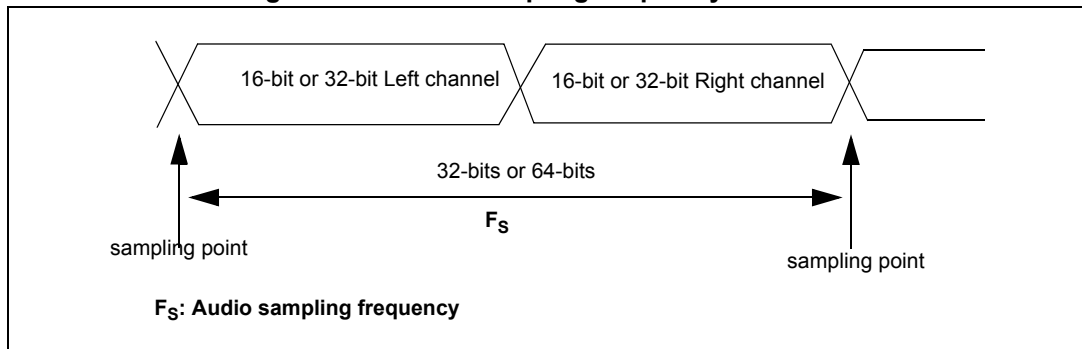 16-bit or 32-bit Left channel 16-bit or 32-bit Right channel
32-bits or 64-bits
FS
sampling point
sampling point
FS: Audio sampling frequency